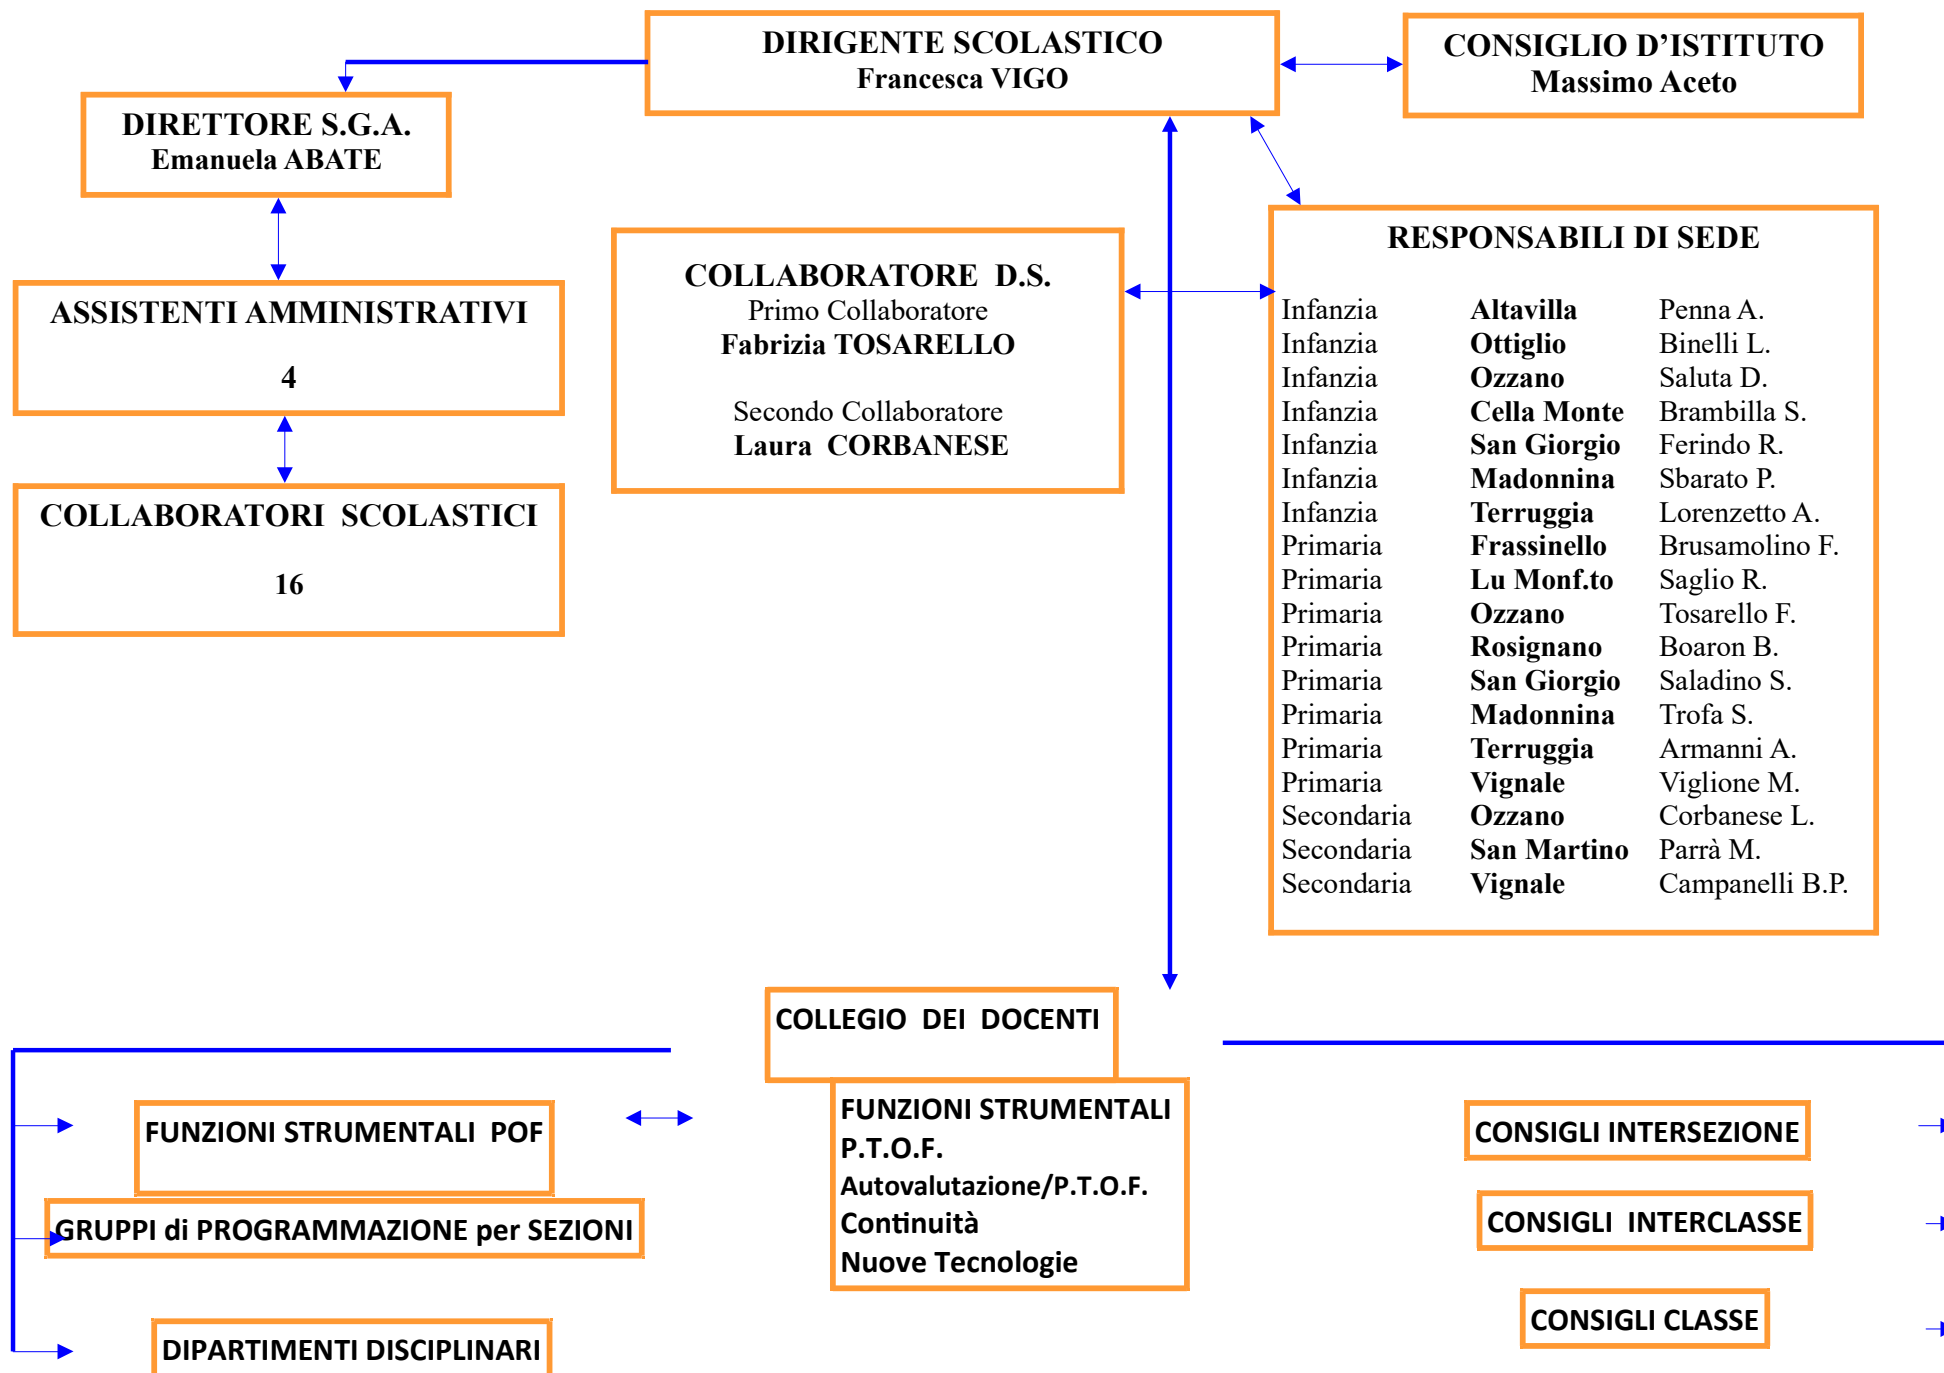 DIRIGENTE SCOLASTICO
Francesca VIGO
CONSIGLIO D’ISTITUTO
Massimo Aceto
DIRETTORE S.G.A.
Emanuela ABATE
ASSISTENTI AMMINISTRATIVI
4
COLLABORATORI SCOLASTICI
16
COLLABORATORE D.S.
Primo Collaboratore
Fabrizia TOSARELLO
Secondo Collaboratore
Laura CORBANESE
RESPONSABILI DI SEDE
Infanzia Altavilla Penna A.
Infanzia Ottiglio Binelli L.
Infanzia Ozzano Saluta D.
Infanzia Cella Monte Brambilla S.
Infanzia San Giorgio Ferindo R.
Infanzia Madonnina Sbarato P.
Infanzia Terruggia Lorenzetto A.
Primaria Frassinello Brusamolino F.
Primaria Lu Monf.to Saglio R.
Primaria Ozzano Tosarello F.
Primaria Rosignano Boaron B.
Primaria San Giorgio Saladino S.
Primaria Madonnina Trofa S.
Primaria Terruggia Armanni A.
Primaria Vignale Viglione M.
Secondaria Ozzano Corbanese L.
Secondaria San Martino Parrà M.
Secondaria Vignale Campanelli B.P.
COLLEGIO DEI DOCENTI
FUNZIONI STRUMENTALI POF
GRUPPI di PROGRAMMAZIONE per SEZIONI
DIPARTIMENTI DISCIPLINARI
FUNZIONI STRUMENTALI
P.T.O.F.
Autovalutazione/P.T.O.F.
Continuità
Nuove Tecnologie
CONSIGLI INTERSEZIONE
CONSIGLI INTERCLASSE
CONSIGLI CLASSE